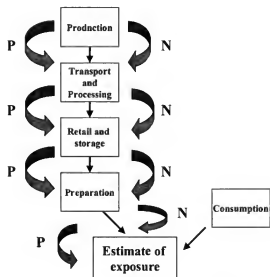 Production
P
N
Transport
and
Processing
P
N
Retail and
storage
P
N
Preparation
N
Consumption
P
Estimate of
exposure